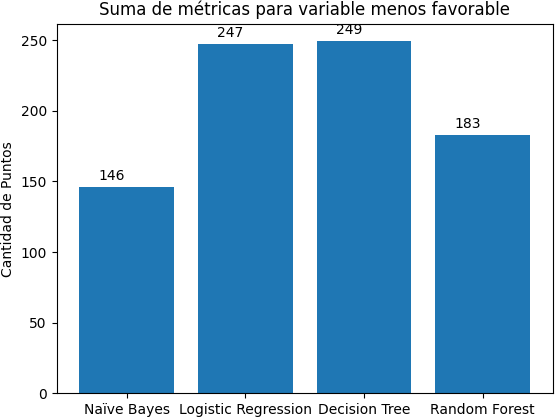 Suma de métricas para variable menos favorable
Cantidad de Puntos
250
200
150
100
50
0
146
247
249
183
Naïve Bayes
Logistic Regression
Decision Tree
Random Forest